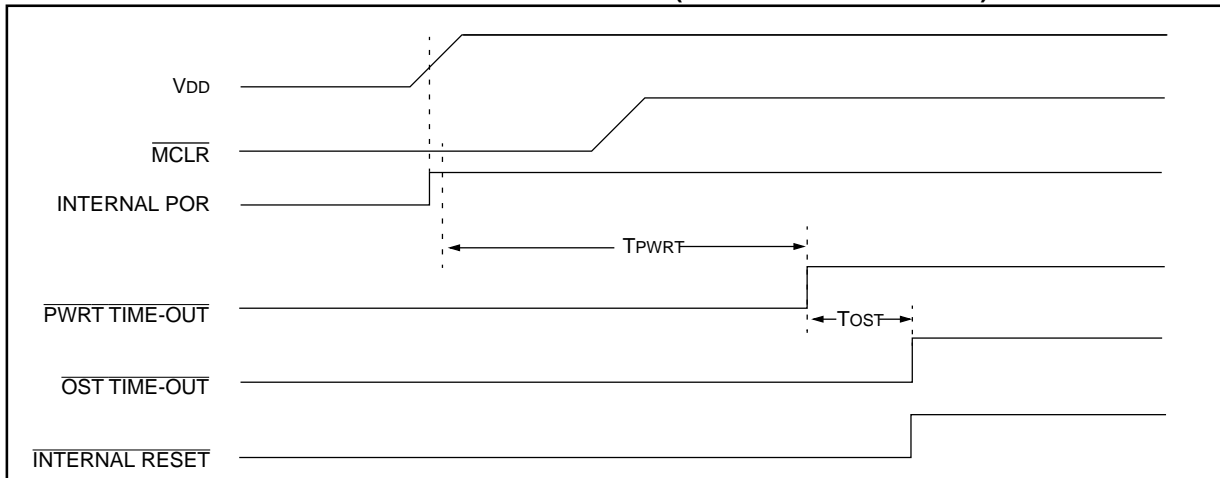 VDD
MCLR
INTERNAL POR
TPWRT
PWRT TIME-OUT
TOST
OST TIME-OUT
INTERNAL RESET